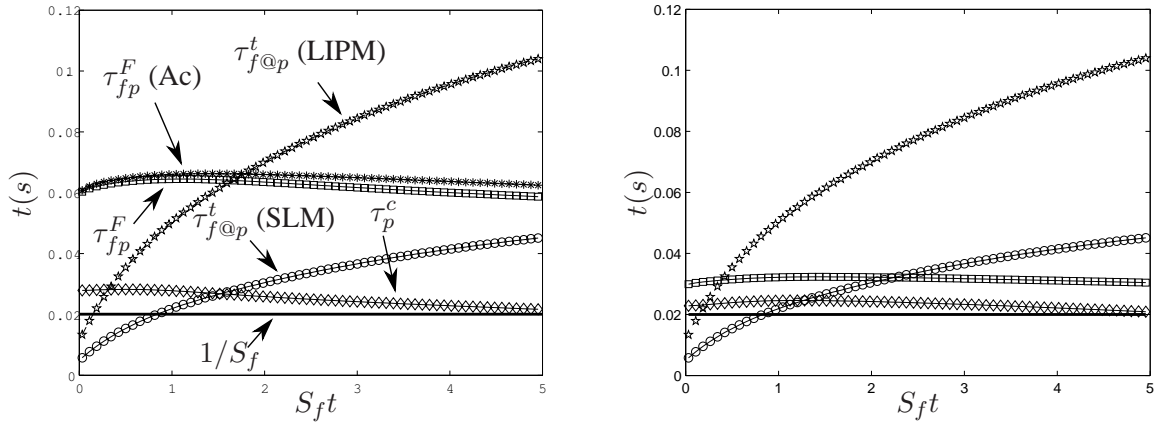 0.12
0.1
0.08
0.06
0.04
0.02
0
t(s)
τ^t_{f@p} (LIPM)
τ^F_{fp} (Ac)
τ^F_{fp}
τ^t_{f@p} (SLM)
τ^c_p
1/S_f
0 1 2 3 4 5
S_f t
0.12
0.1
0.08
0.06
0.04
0.02
0
t(s)
0 1 2 3 4 5
S_f t